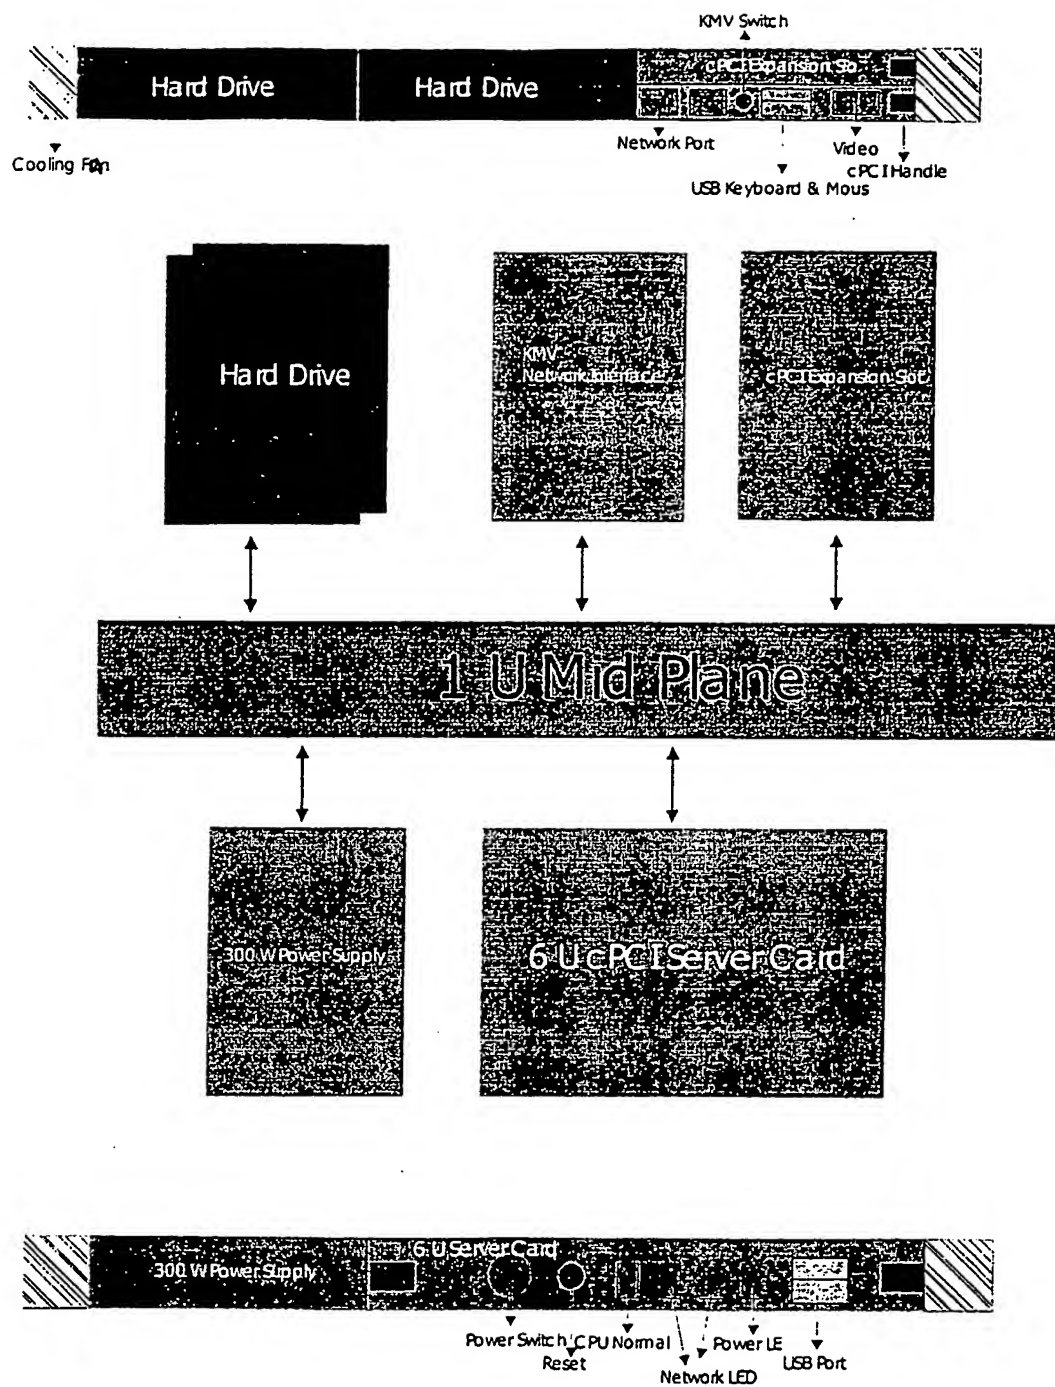 KMV Switch
Hard Drive
Hard Drive
cPCI Expansion So
Network Port
Video
Cooling Fan
cPCI Handle
USB Keyboard & Mous
Hard Drive
KMV
Network Interface
cPCI Expansion Slot
1 U Mid Plane
300 W Power Supply
6 U cPCI Server Card
6 U Server Card
300 W Power Supply
Power Switch
CPU Normal
Power LE
USB Port
Reset
Network LED